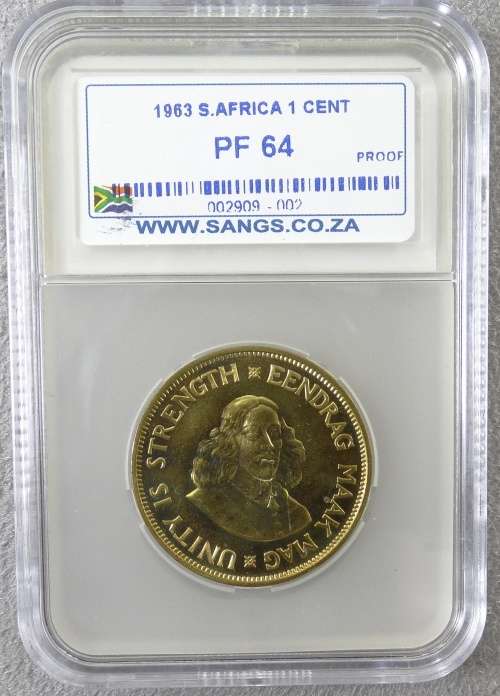 1963 S.AFRICA 1 CENT
PF 64
PROOF
002909 - 002
WWW.SANGS.CO.ZA
UNITY IS STRENGTH
EENDRAG MAAK MAG